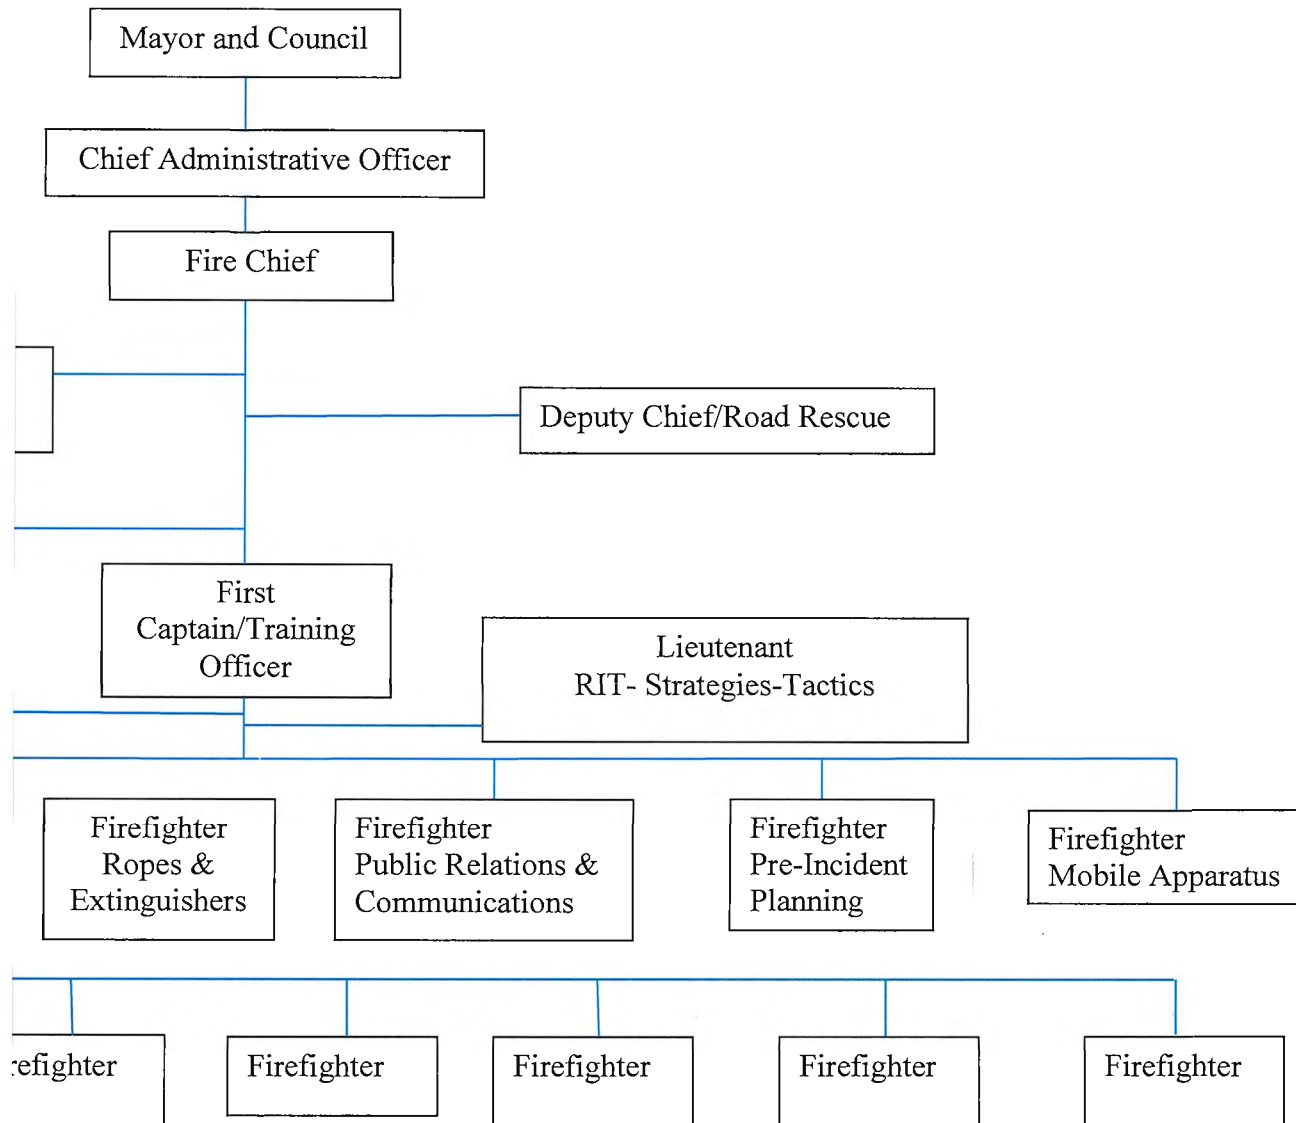 Mayor and Council
Chief Administrative Officer
Fire Chief
Deputy Chief/Road Rescue
First
Captain/Training
Officer
Lieutenant
RIT- Strategies-Tactics
Firefighter
Ropes &
Extinguishers
Firefighter
Public Relations &
Communications
Firefighter
Pre-Incident
Planning
Firefighter
Mobile Apparatus
refighter
Firefighter
Firefighter
Firefighter
Firefighter